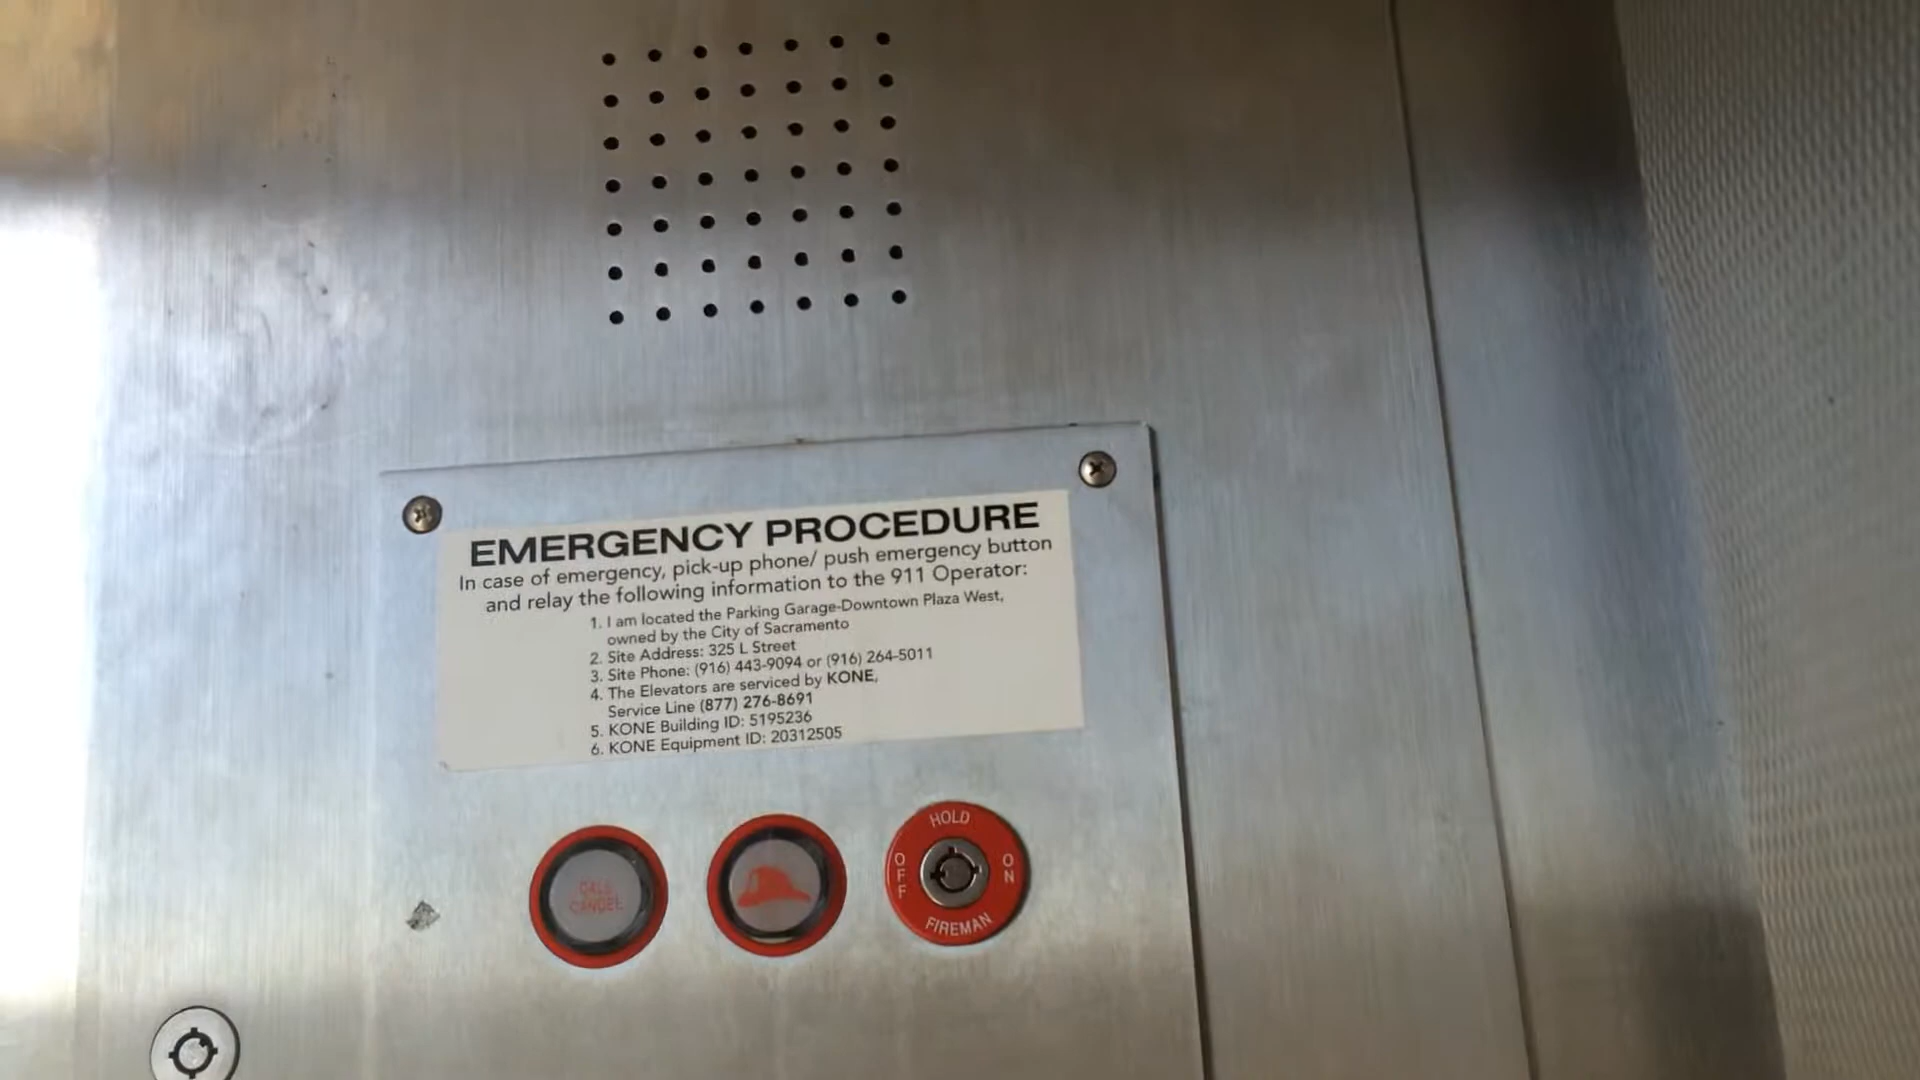 EMERGENCY PROCEDURE
In case of emergency, pick-up phone/ push emergency button
and relay the following information to the 911 Operator:
1. I am located the Parking Garage-Downtown Plaza West,
owned by the City of Sacramento
2. Site Address: 325 L Street
3. Site Phone: (916) 443-9094 or (916) 264-5011
4. The Elevators are serviced by KONE,
Service Line (877) 276-8691
5. KONE Building ID: 5195236
6. KONE Equipment ID: 20312505
CALL
CANCEL
HOLD
OFF
ON
FIREMAN